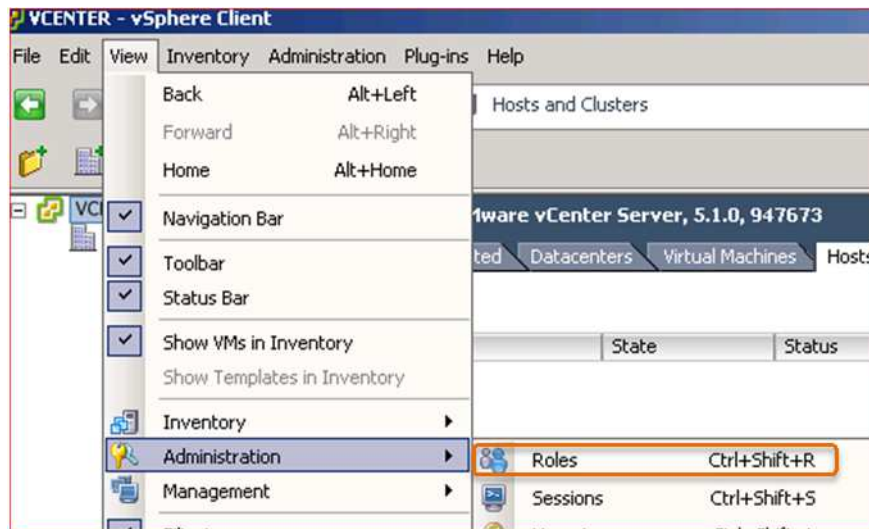 VCENTER - vSphere Client
File Edit View Inventory Administration Plug-ins Help
Back Alt+Left
Hosts and Clusters
Forward Alt+Right
Home Alt+Home
Navigation Bar
Mware vCenter Server, 5.1.0, 947673
Toolbar
ted Datacenters Virtual Machines Hosts
Status Bar
Show VMs in Inventory
State Status
Show Templates in Inventory
Inventory
Administration
Roles Ctrl+Shift+R
Management
Sessions Ctrl+Shift+S